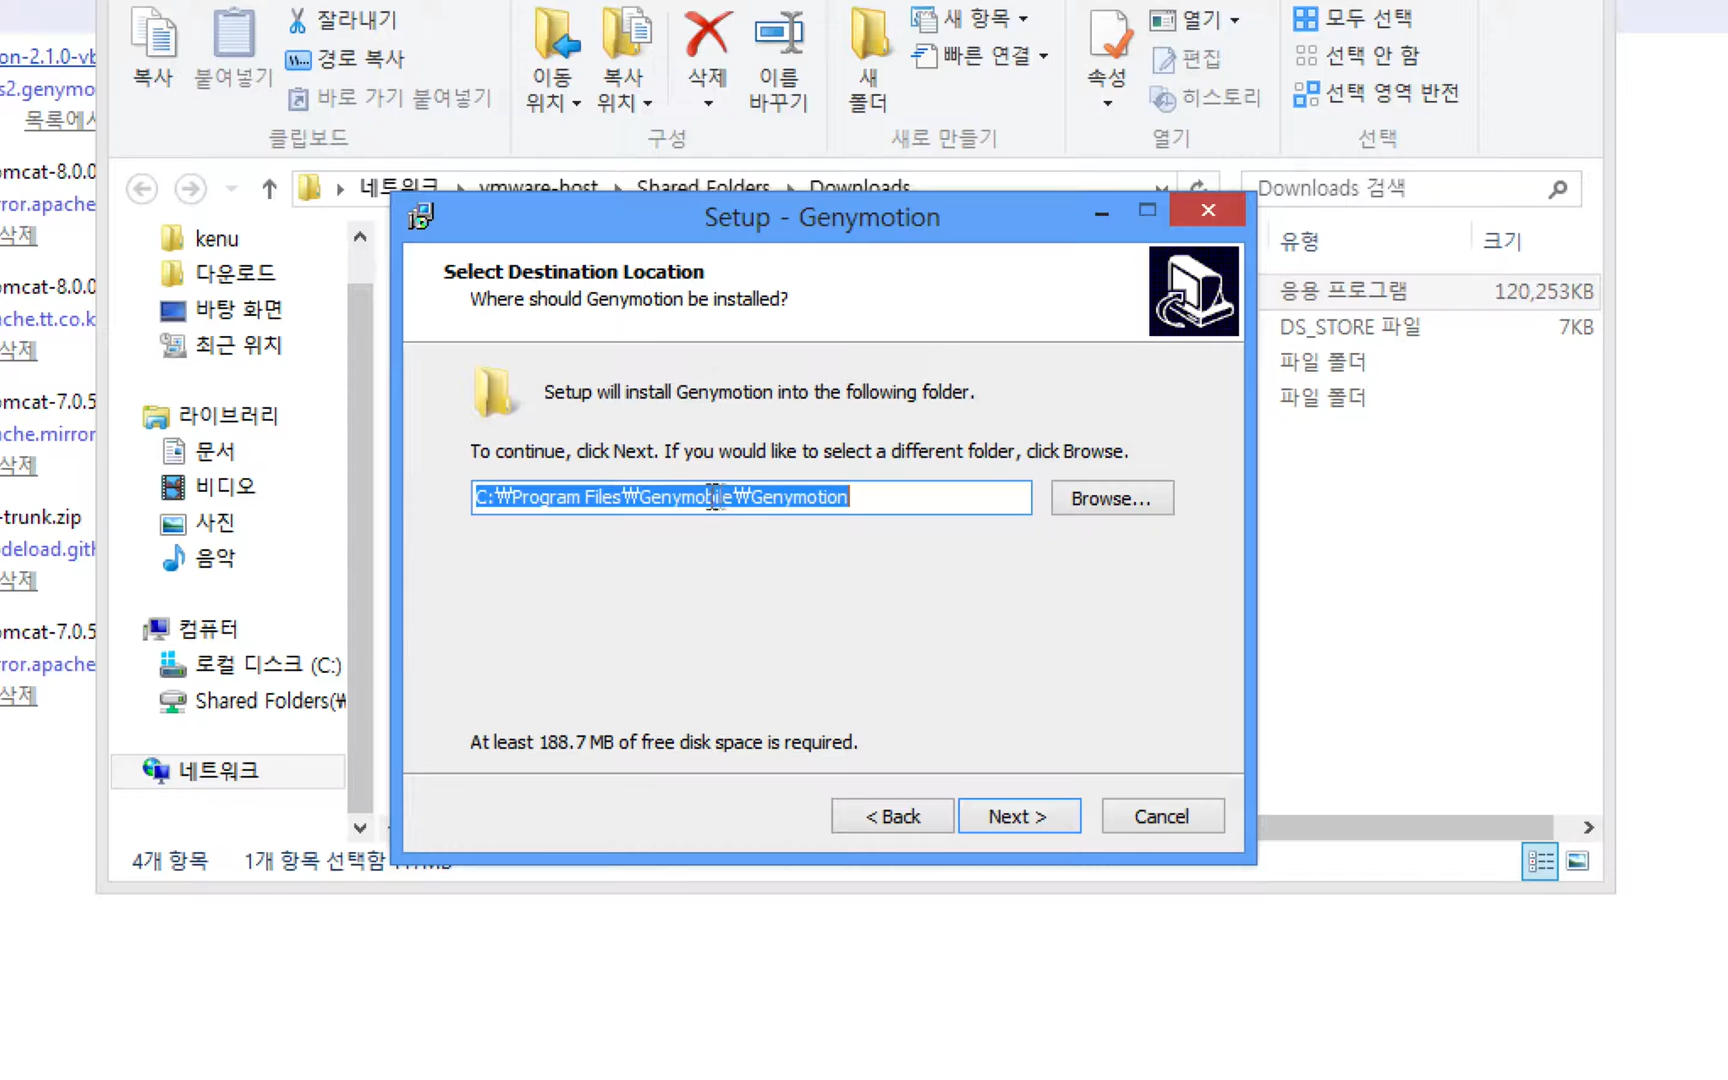 잘라내기
경로 복사
바로 가기 붙여넣기
복사
붙여넣기
클립보드
이동
위치
복사
위치
삭제
이름
바꾸기
구성
새
폴더
새 항목
빠른 연결
새로 만들기
속성
열기
편집
히스토리
열기
모두 선택
선택 안 함
선택 영역 반전
선택
네트워크 vmware-host Shared Folders Downloads
Downloads 검색
on-2.1.0-vb
s2.genymo
목록에서
omcat-8.0.0
ror.apache
삭제
omcat-8.0.0
che.tt.co.k
삭제
omcat-7.0.5
che.mirror
삭제
-trunk.zip
deload.gith
삭제
omcat-7.0.5
ror.apache
삭제
kenu
다운로드
바탕 화면
최근 위치
라이브러리
문서
비디오
사진
음악
컴퓨터
로컬 디스크 (C:)
Shared Folders(₩
네트워크
유형 크기
응용 프로그램 120,253KB
DS_STORE 파일 7KB
파일 폴더
파일 폴더
Setup - Genymotion
Select Destination Location
Where should Genymotion be installed?
Setup will install Genymotion into the following folder.
To continue, click Next. If you would like to select a different folder, click Browse.
C:₩Program Files₩Genymobile₩Genymotion
Browse...
At least 188.7 MB of free disk space is required.
< Back Next > Cancel
4개 항목 1개 항목 선택함